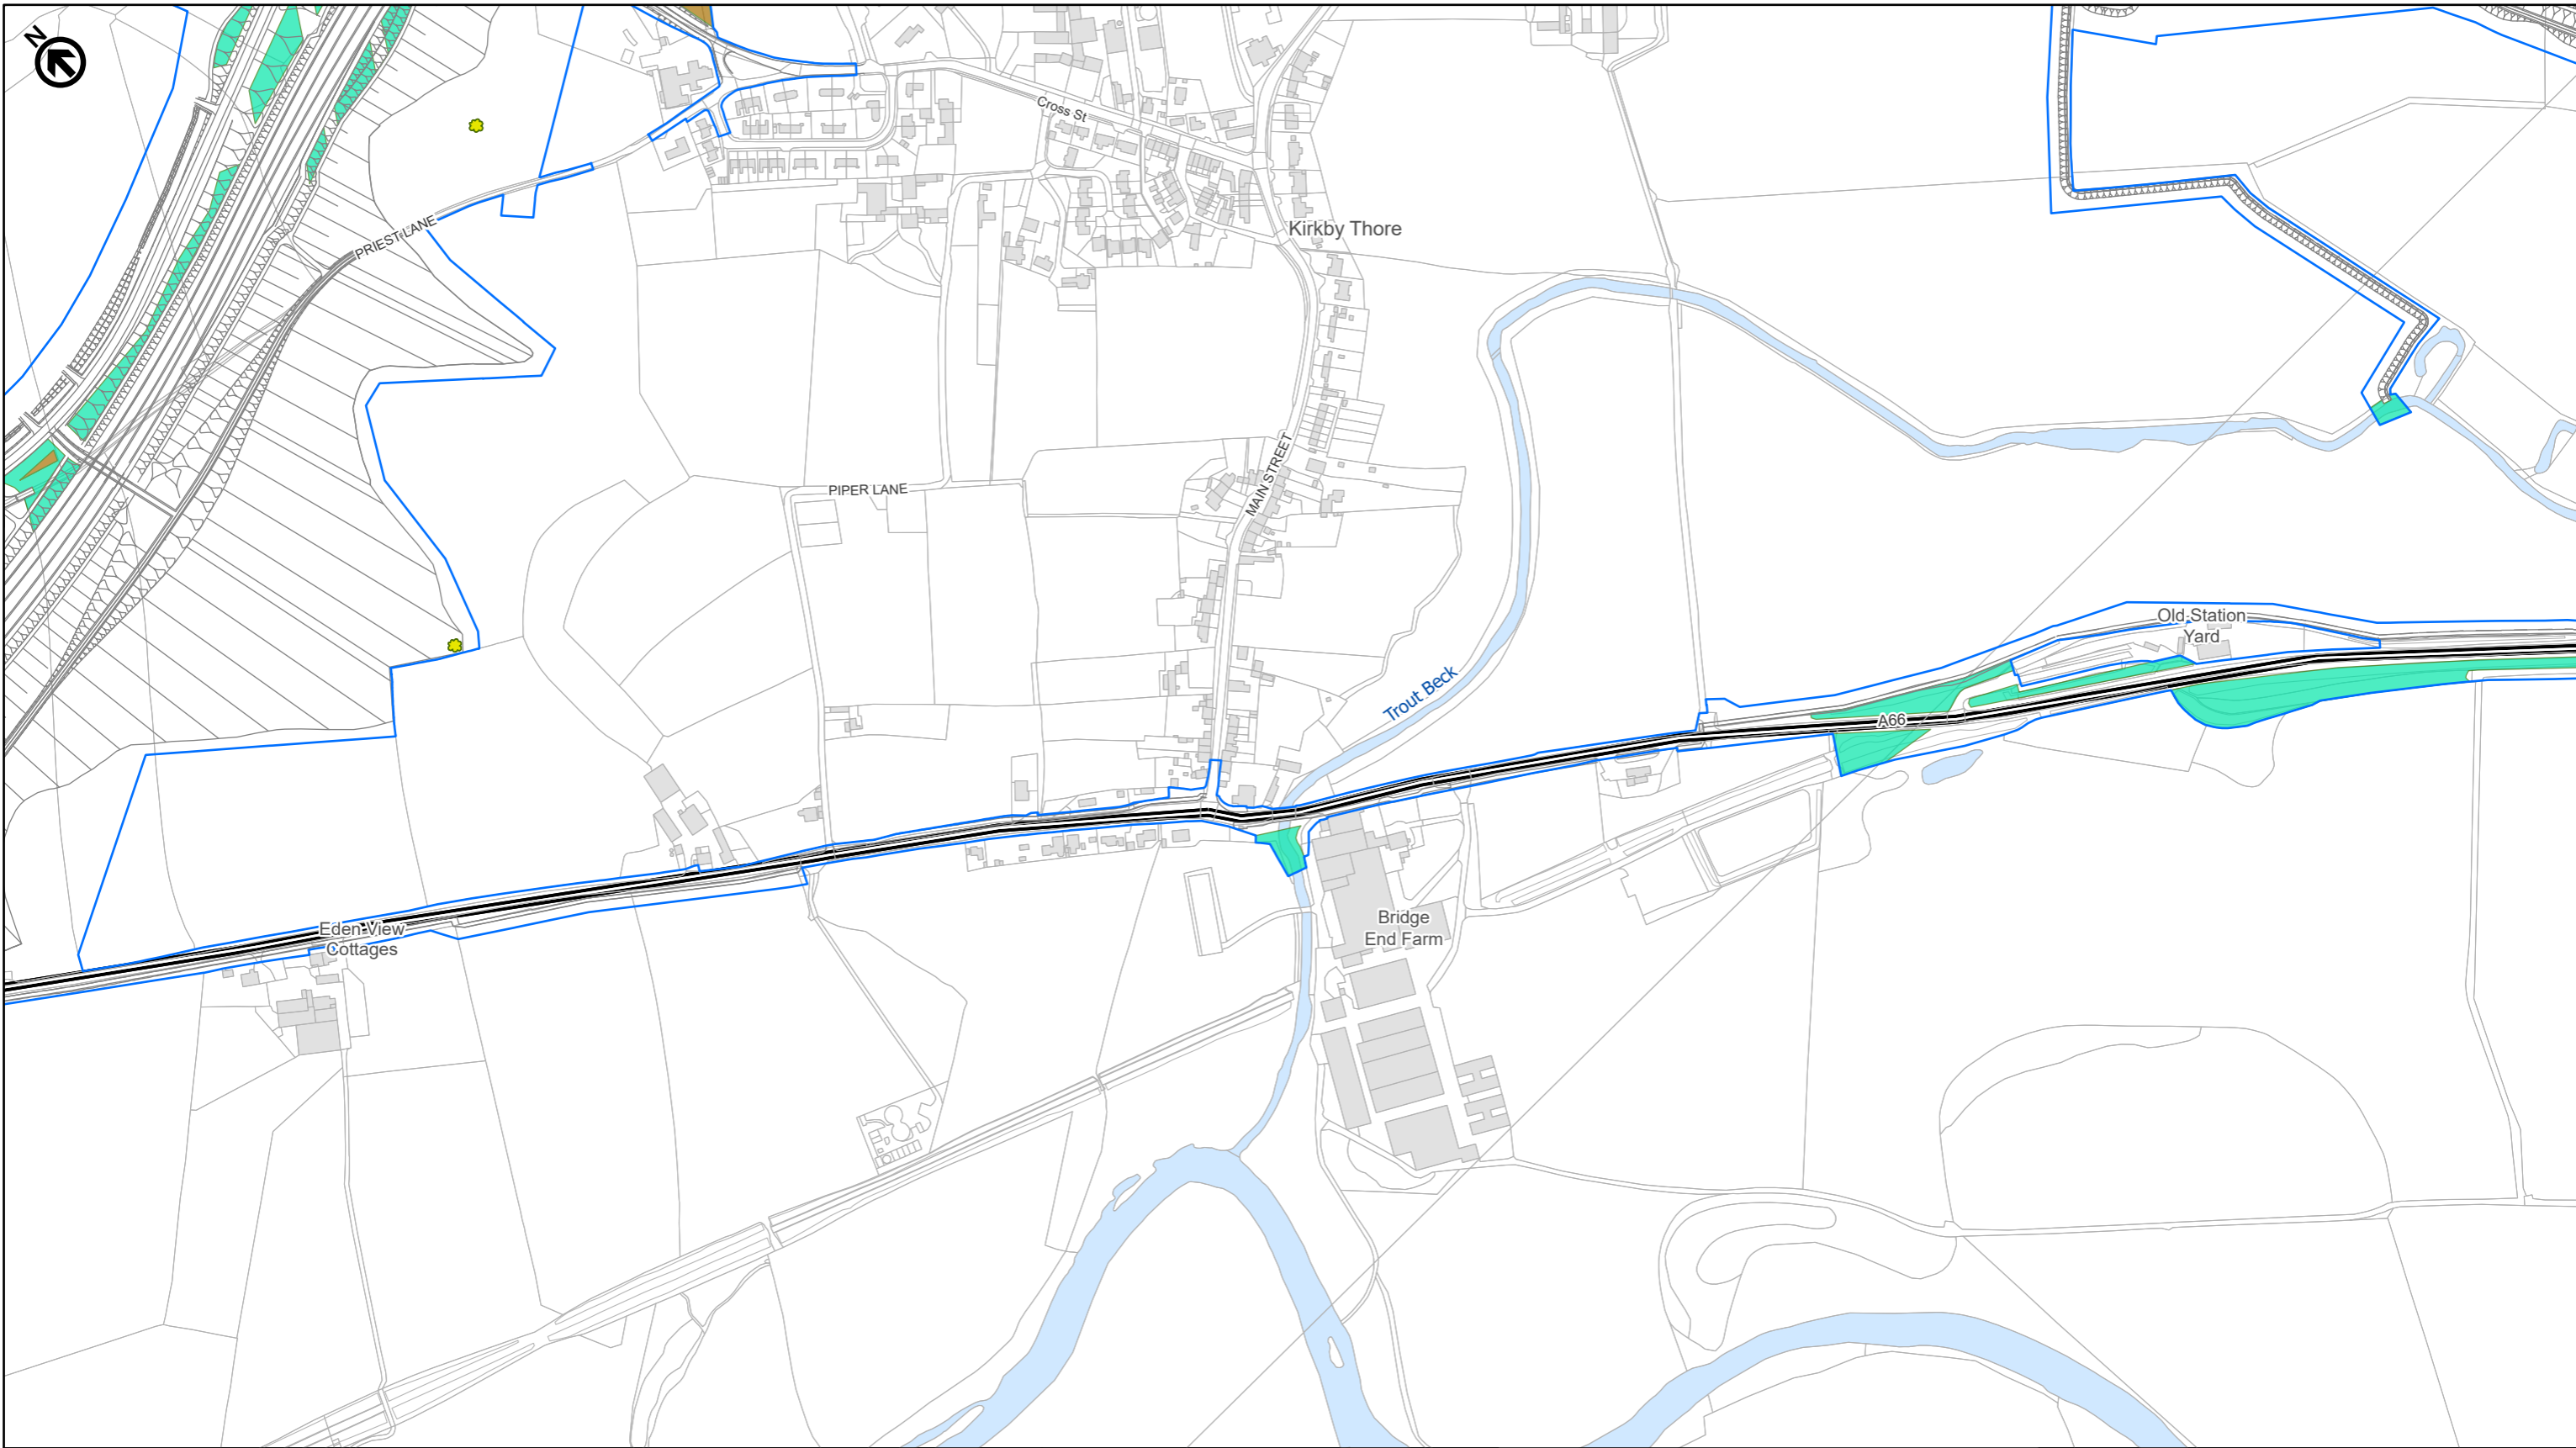 N
Cross St
PRIEST LANE
Kirkby Thore
MAIN STREET
PIPER LANE
Old Station
Yard
Trout Beck
A66
Eden View
Cottages
Bridge
End Farm